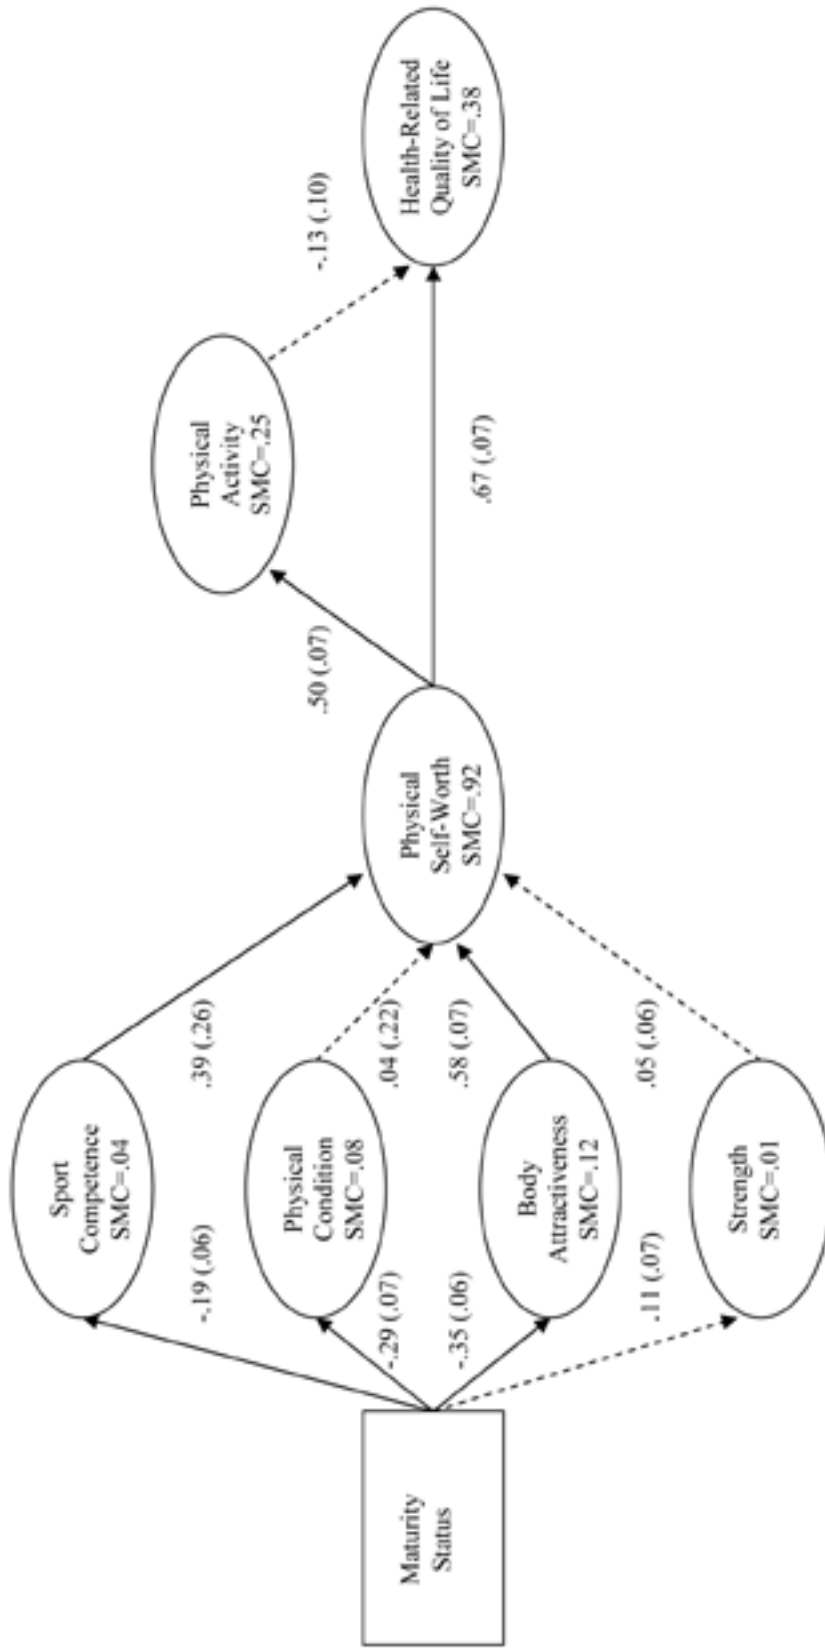 Maturity
Status
-.19 (.06)
-.29 (.07)
-.35 (.06)
.11 (.07)
Sport
Competence
SMC=.04
Physical
Condition
SMC=.08
Body
Attractiveness
SMC=.12
Strength
SMC=.01
.39 (.26)
.04 (.22)
.58 (.07)
.05 (.06)
Physical
Self-Worth
SMC=.92
.50 (.07)
.67 (.07)
Physical
Activity
SMC=.25
-.13 (.10)
Health-Related
Quality of Life
SMC=.38